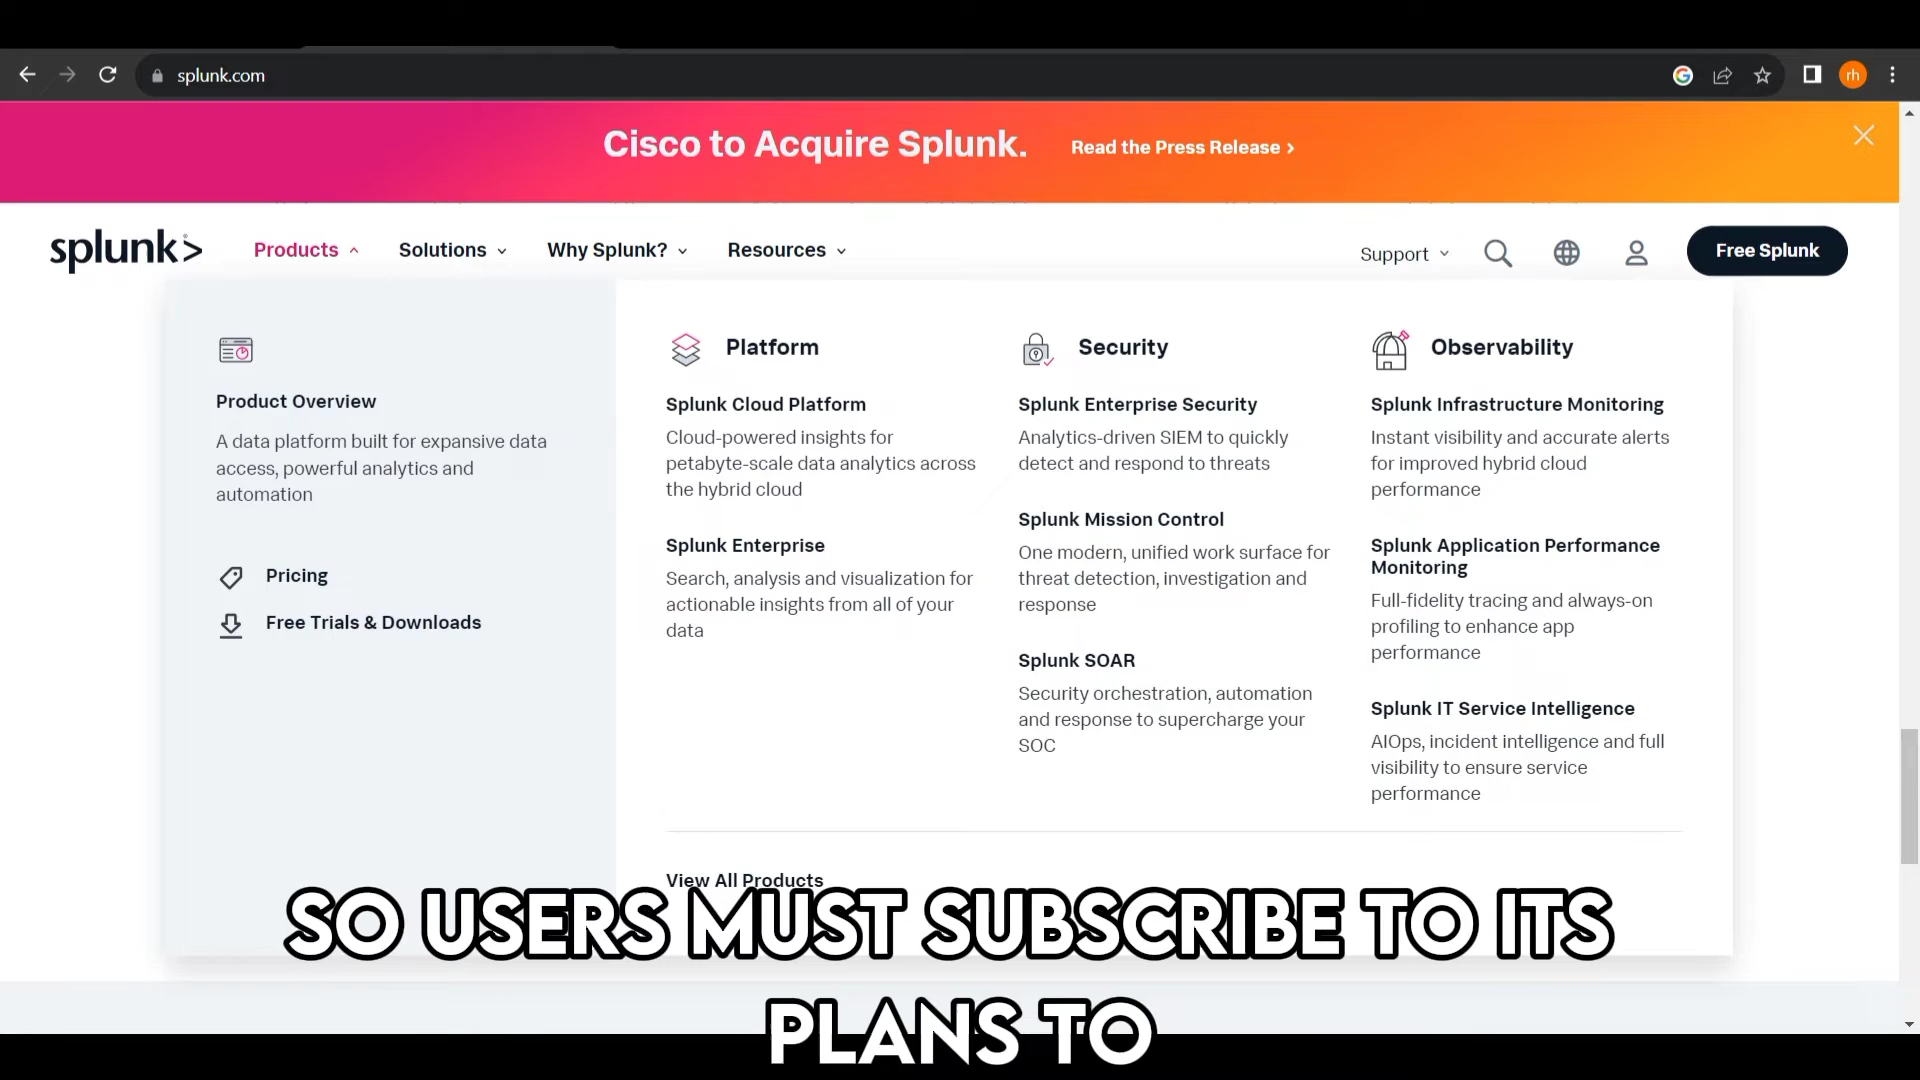 splunk.com
rh
Cisco to Acquire Splunk.
Read the Press Release >
splunk>
Products
Solutions
Why Splunk?
Resources
Support
Free Splunk
Product Overview
A data platform built for expansive data
access, powerful analytics and
automation
Pricing
Free Trials & Downloads
Platform
Splunk Cloud Platform
Cloud-powered insights for
petabyte-scale data analytics across
the hybrid cloud
Splunk Enterprise
Search, analysis and visualization for
actionable insights from all of your
data
Security
Splunk Enterprise Security
Analytics-driven SIEM to quickly
detect and respond to threats
Splunk Mission Control
One modern, unified work surface for
threat detection, investigation and
response
Splunk SOAR
Security orchestration, automation
and response to supercharge your
SOC
Observability
Splunk Infrastructure Monitoring
Instant visibility and accurate alerts
for improved hybrid cloud
performance
Splunk Application Performance
Monitoring
Full-fidelity tracing and always-on
profiling to enhance app
performance
Splunk IT Service Intelligence
AIOps, incident intelligence and full
visibility to ensure service
performance
View All Products
SO USERS MUST SUBSCRIBE TO ITS
PLANS TO